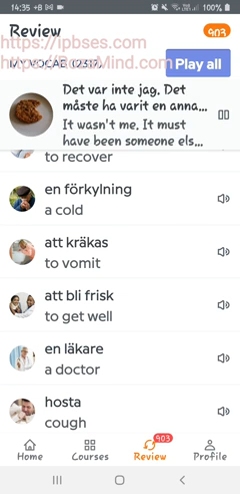 14:35 +B
100%
Review
903
https://ipbses.com
MY VOCAB (2317)
Play all
Det var inte jag. Det
måste ha varit en anna...
It wasn't me. It must
have been someone els...
to recover
en förkylning
a cold
att kräkas
to vomit
att bli frisk
to get well
en läkare
a doctor
hosta
cough
903
Home Courses Review Profile